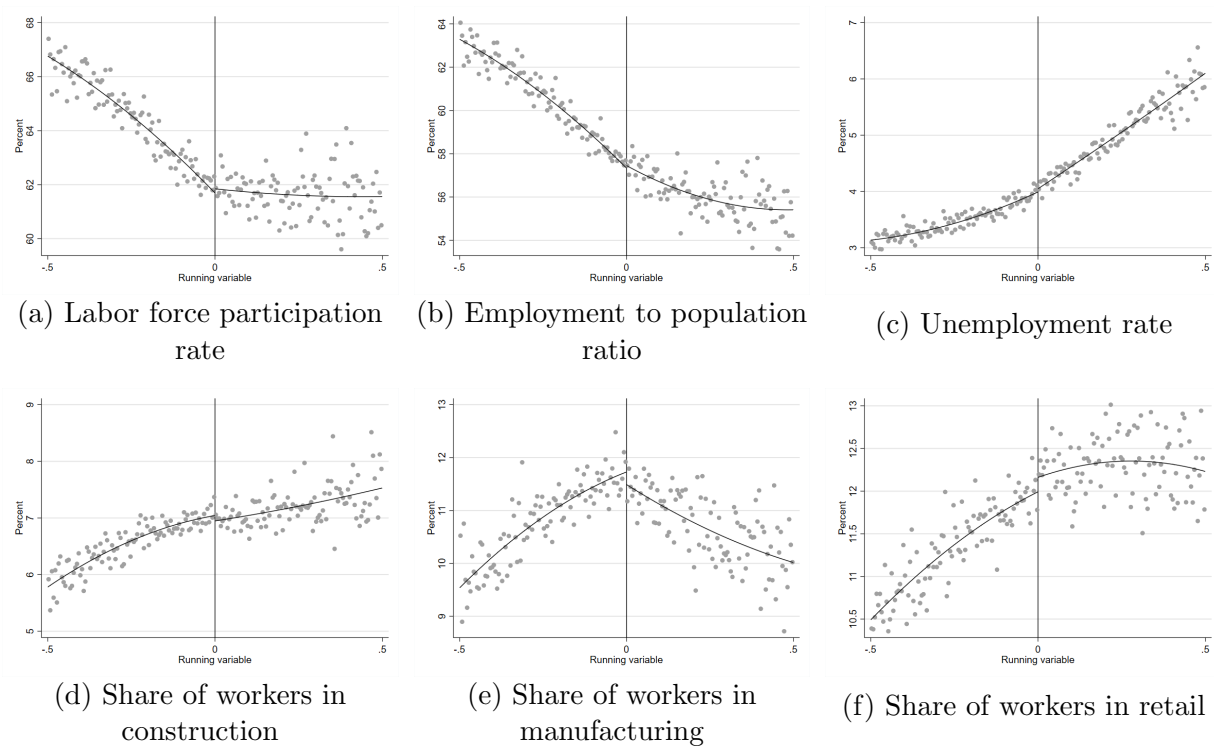 68
66
64
62
60
Percent
-.5
0
.5
Running variable
64
62
60
58
56
54
Percent
-.5
0
.5
Running variable
7
6
5
4
3
Percent
-.5
0
.5
Running variable
(a) Labor force participation
rate
(b) Employment to population
ratio
(c) Unemployment rate
9
8
7
6
5
Percent
-.5
0
.5
Running variable
13
12
11
10
9
Percent
-.5
0
.5
Running variable
13
12.5
12
11.5
11
10.5
Percent
-.5
0
.5
Running variable
(d) Share of workers in
construction
(e) Share of workers in
manufacturing
(f) Share of workers in retail